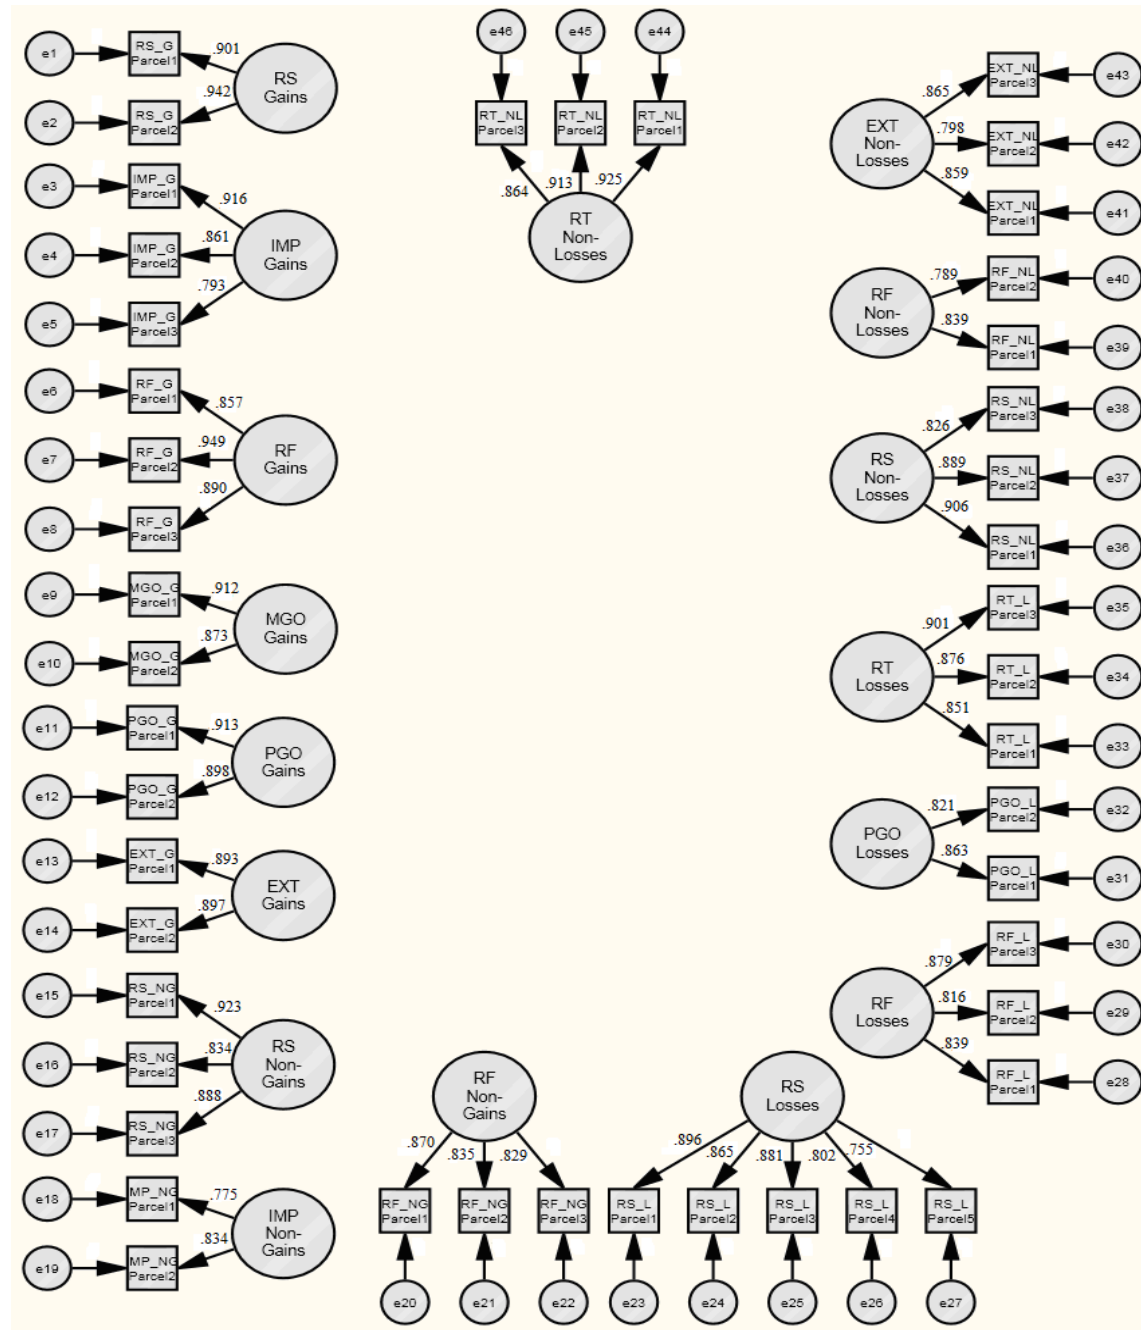 e1
RS_G
Parcel1
.901
RS
Gains
e2
RS_G
Parcel2
.942
e3
IMP_G
Parcel1
.916
e4
IMP_G
Parcel2
.861
IMP
Gains
e5
IMP_G
Parcel3
.793
e6
RF_G
Parcel1
.857
e7
RF_G
Parcel2
.949
RF
Gains
e8
RF_G
Parcel3
.890
e9
MGO_G
Parcel1
.912
MGO
Gains
e10
MGO_G
Parcel2
.873
e11
PGO_G
Parcel1
.913
PGO
Gains
e12
PGO_G
Parcel2
.898
e13
EXT_G
Parcel1
.893
EXT
Gains
e14
EXT_G
Parcel2
.897
e15
RS_NG
Parcel1
.923
e16
RS_NG
Parcel2
.834
RS
Non-
Gains
e17
RS_NG
Parcel3
.888
e18
MP_NG
Parcel1
.775
IMP
Non-
Gains
e19
MP_NG
Parcel2
.834
e46
e45
e44
RT_NL
Parcel3
RT_NL
Parcel2
RT_NL
Parcel1
.864
.913
.925
RT
Non-
Losses
RF
Non-
Gains
.870
.835
.829
RF_NG
Parcel1
RF_NG
Parcel2
RF_NG
Parcel3
e20
e21
e22
RS
Losses
.896
.865
.881
.802
.755
RS_L
Parcel1
RS_L
Parcel2
RS_L
Parcel3
RS_L
Parcel4
RS_L
Parcel5
e23
e24
e25
e26
e27
EXT
Non-
Losses
.865
EXT_NL
Parcel3
e43
.798
EXT_NL
Parcel2
e42
.859
EXT_NL
Parcel1
e41
RF
Non-
Losses
.789
RF_NL
Parcel2
e40
.839
RF_NL
Parcel1
e39
RS
Non-
Losses
.826
RS_NL
Parcel3
e38
.889
RS_NL
Parcel2
e37
.906
RS_NL
Parcel1
e36
RT
Losses
.901
RT_L
Parcel3
e35
.876
RT_L
Parcel2
e34
.851
RT_L
Parcel1
e33
PGO
Losses
.821
PGO_L
Parcel2
e32
.863
PGO_L
Parcel1
e31
RF
Losses
.879
RF_L
Parcel3
e30
.816
RF_L
Parcel2
e29
.839
RF_L
Parcel1
e28